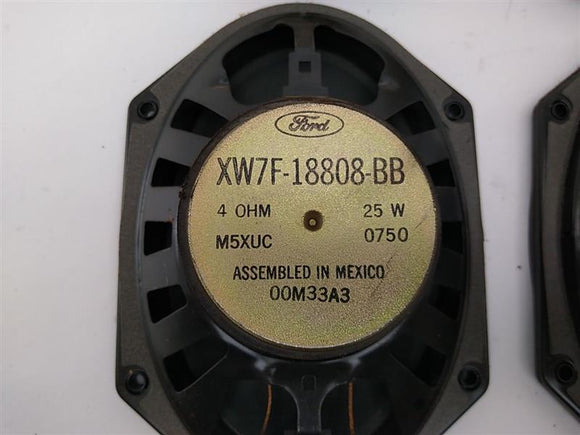 Ford
XW7F-18808-BB
4 OHM 25 W
M5XUC 0750
ASSEMBLED IN MEXICO
00M33A3